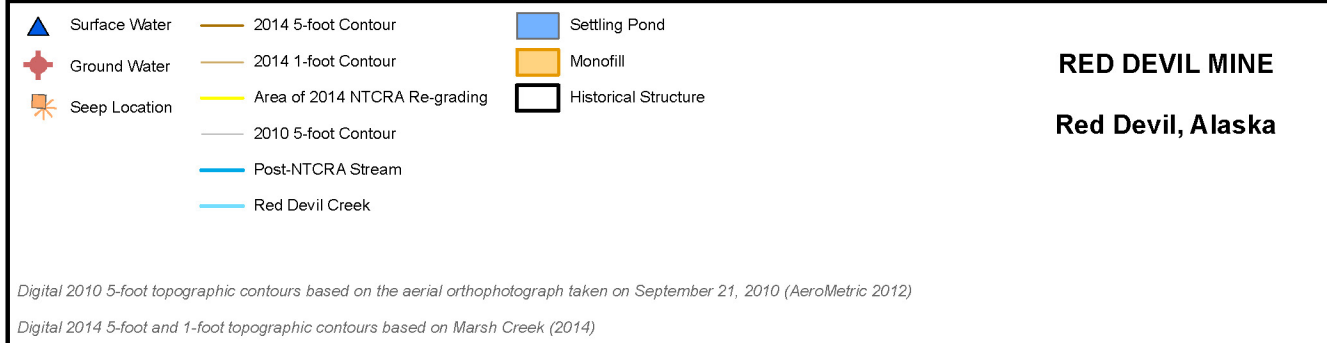 Surface Water
Ground Water
Seep Location
2014 5-foot Contour
2014 1-foot Contour
Area of 2014 NTCRA Re-grading
2010 5-foot Contour
Post-NTCRA Stream
Red Devil Creek
Settling Pond
Monofill
Historical Structure
RED DEVIL MINE
Red Devil, Alaska
Digital 2010 5-foot topographic contours based on the aerial orthophotograph taken on September 21, 2010 (AeroMetric 2012)
Digital 2014 5-foot and 1-foot topographic contours based on Marsh Creek (2014)